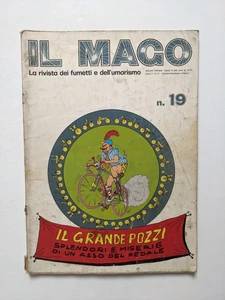 IL MAGO
La rivista dei fumetti e dell'umorismo
n. 19
IL GRANDE POZZI
SPLENDORI E MISERIE
DI UN ASSO DEL PEDALE